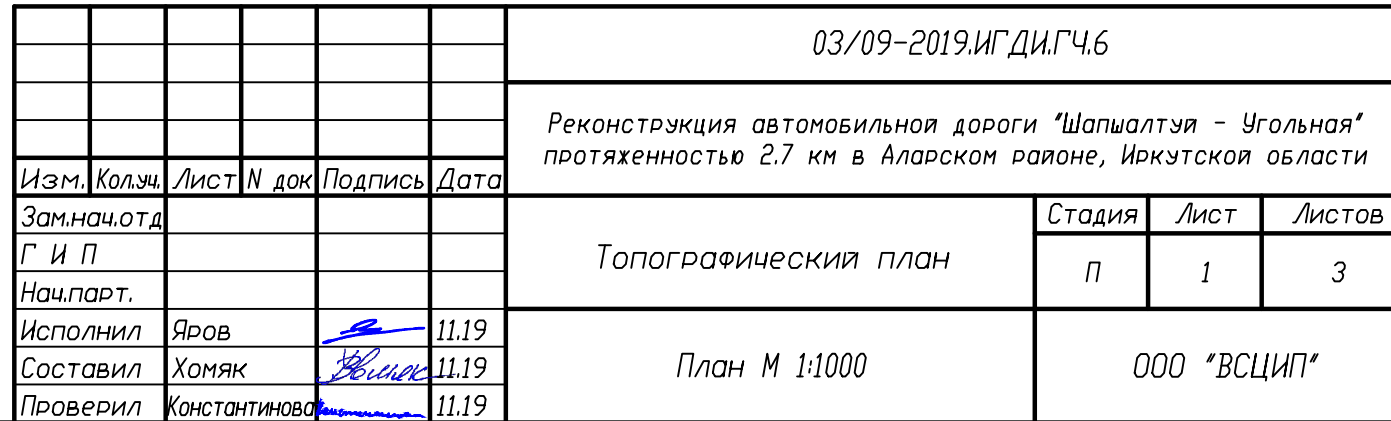 03/09-2019.ИГДИ.ГЧ.6
Реконструкция автомобильной дороги "Шапшалтуй - Угольная"
протяженностью 2.7 км в Аларском районе, Иркутской области
Изм. Кол.уч. Лист N док Подпись Дата
Зам.нач.отд
Г И П
Нач.парт.
Исполнил Яров 11.19
Составил Хомяк Хомяк 11.19
Проверил Константинова 11.19
Топографический план
Стадия Лист Листов
П 1 3
План М 1:1000
ООО "ВСЦИП"